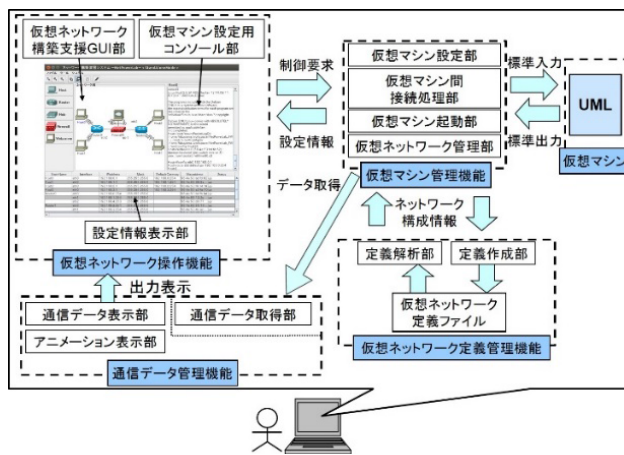 仮想ネットワーク
構築支援GUI部
仮想マシン設定用
コンソール部
設定情報表示部
仮想ネットワーク操作機能
制御要求
設定情報
仮想マシン設定部
仮想マシン間
接続処理部
仮想マシン起動部
仮想ネットワーク管理部
仮想マシン管理機能
標準入力
標準出力
UML
仮想マシン
データ取得
ネットワーク
構成情報
定義解析部
定義作成部
仮想ネットワーク
定義ファイル
仮想ネットワーク定義管理機能
出力表示
通信データ表示部
通信データ取得部
アニメーション表示部
通信データ管理機能